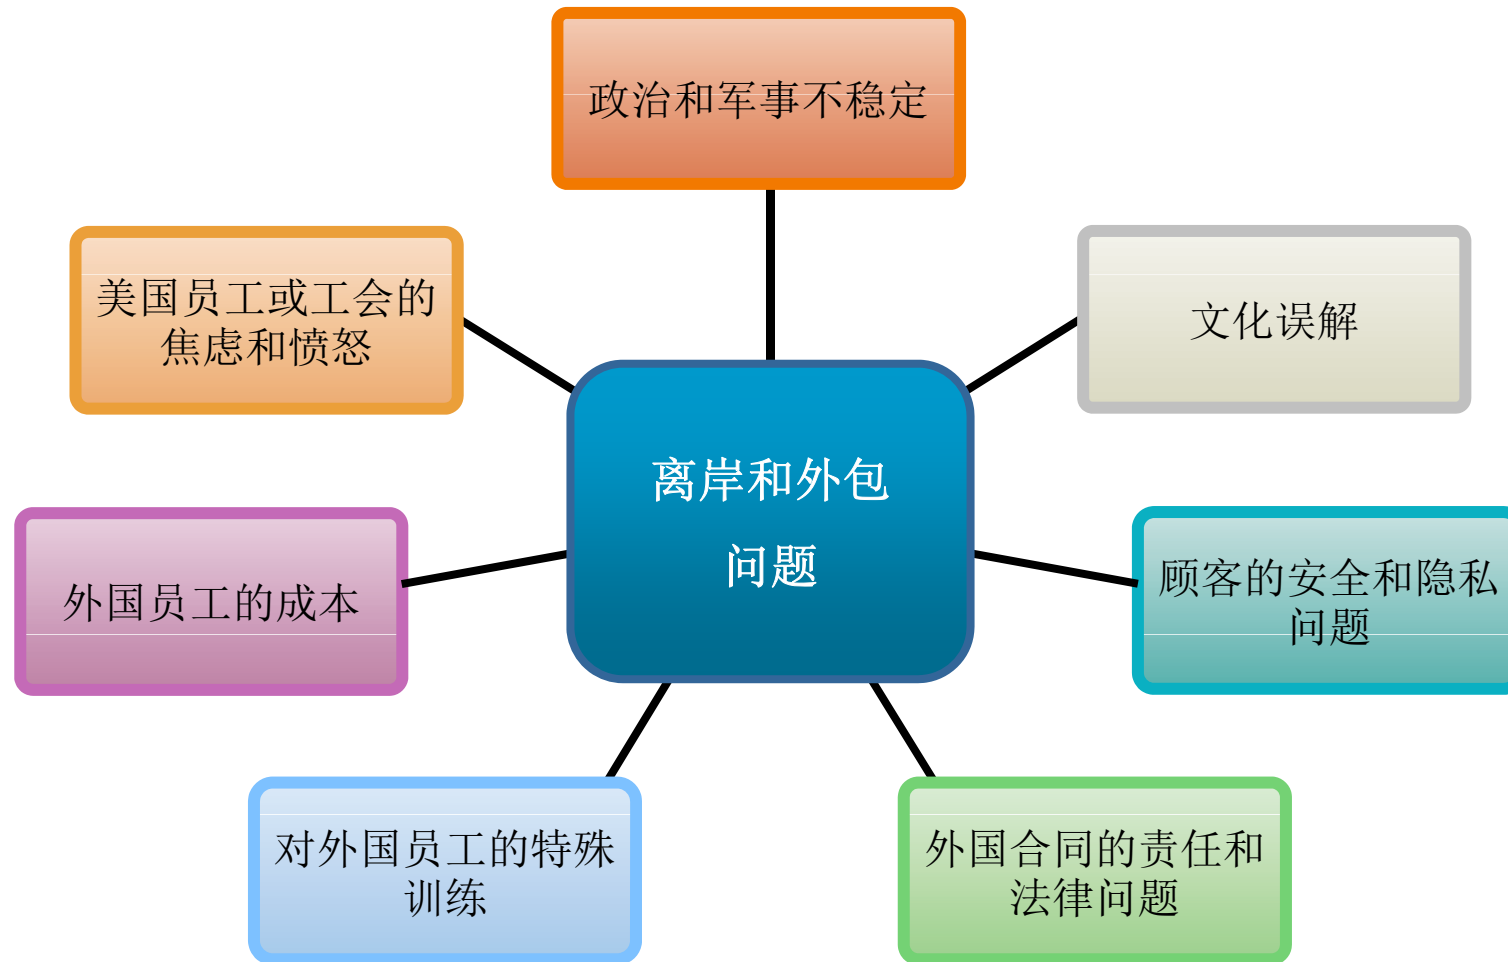 政治和军事不稳定
美国员工或工会的
焦虑和愤怒
文化误解
离岸和外包
问题
外国员工的成本
顾客的安全和隐私
问题
对外国员工的特殊
训练
外国合同的责任和
法律问题